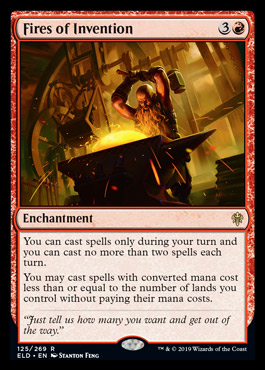 Fires of Invention 3
Enchantment
You can cast spells only during your turn and
you can cast no more than two spells each
turn.
You may cast spells with converted mana cost
less than or equal to the number of lands you
control without paying their mana costs.
"Just tell us how many you want and get out
of the way."
125/269 R
ELD • EN STANTON FENG
™ & © 2019 Wizards of the Coast